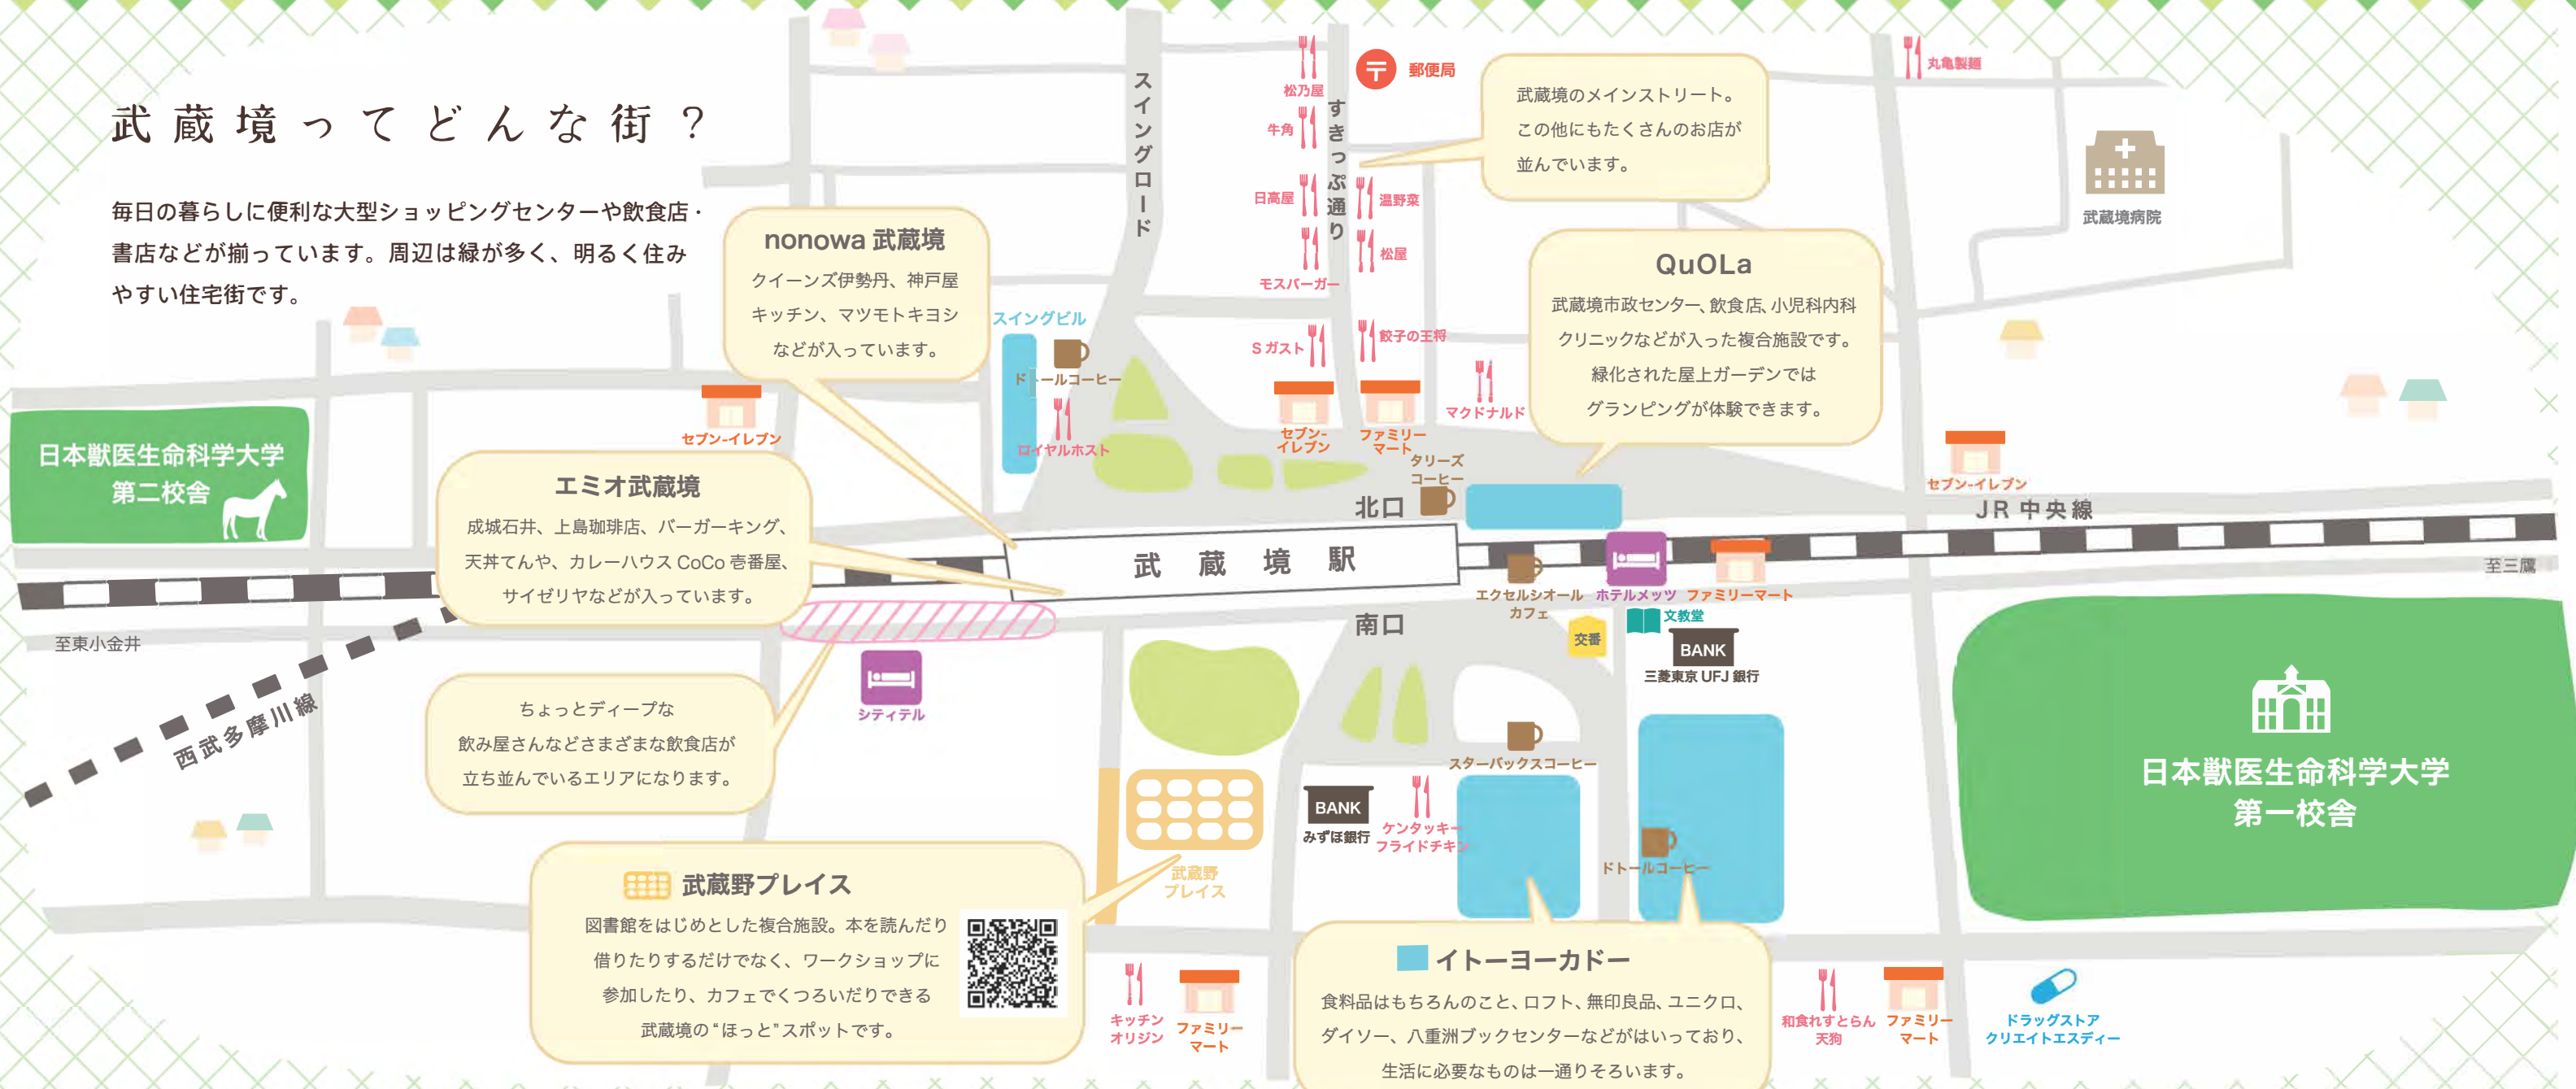 武蔵境ってどんな街？
毎日の暮らしに便利な大型ショッピングセンターや飲食店・
書店などが揃っています。周辺は緑が多く、明るく住み
やすい住宅街です。
スイングロード
松乃屋
郵便局
牛角
すきっぷ通り
日高屋
温野菜
松屋
モスバーガー
Sガスト
餃子の王将
マクドナルド
武蔵境のメインストリート。
この他にもたくさんのお店が
並んでいます。
丸亀製麺
武蔵境病院
nonowa 武蔵境
クイーンズ伊勢丹、神戸屋
キッチン、マツモトキヨシ
などが入っています。
スイングビル
ドトールコーヒー
ロイヤルホスト
セブン-イレブン
セブン-
イレブン
ファミリー
マート
タリーズ
コーヒー
QuOLa
武蔵境市政センター、飲食店、小児科内科
クリニックなどが入った複合施設です。
緑化された屋上ガーデンでは
グランピングが体験できます。
セブン-イレブン
日本獣医生命科学大学
第二校舎
エミオ武蔵境
成城石井、上島珈琲店、バーガーキング、
天丼てんや、カレーハウス CoCo 壱番屋、
サイゼリヤなどが入っています。
北口
武蔵境駅
南口
JR 中央線
至三鷹
至東小金井
西武多摩川線
エクセルシオール
カフェ
ホテルメッツ
ファミリーマート
文教堂
交番
BANK
三菱東京 UFJ 銀行
シティテル
ちょっとディープな
飲み屋さんなどさまざまな飲食店が
立ち並んでいるエリアになります。
スターバックスコーヒー
BANK
みずほ銀行
ケンタッキー
フライドチキン
ドトールコーヒー
日本獣医生命科学大学
第一校舎
武蔵野
プレイス
武蔵野プレイス
図書館をはじめとした複合施設。本を読んだり
借りたりするだけでなく、ワークショップに
参加したり、カフェでくつろいだりできる
武蔵境の“ほっと”スポットです。
キッチン
オリジン
ファミリー
マート
イトーヨーカドー
食料品はもちろんのこと、ロフト、無印良品、ユニクロ、
ダイソー、八重洲ブックセンターなどがはいっており、
生活に必要なものは一通りそろいます。
和食れすとらん
天狗
ファミリー
マート
ドラッグストア
クリエイトエスディー